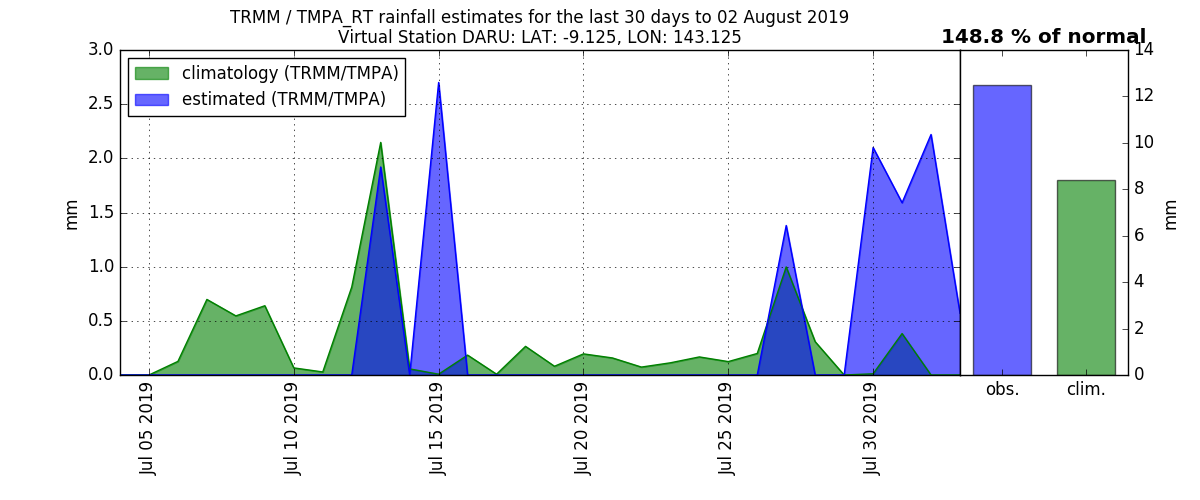 TRMM / TMPA_RT rainfall estimates for the last 30 days to 02 August 2019
Virtual Station DARU: LAT: -9.125, LON: 143.125
148.8 % of normal
climatology (TRMM/TMPA)
estimated (TRMM/TMPA)
3.0
2.5
2.0
1.5
1.0
0.5
0.0
mm
Jul 05 2019
Jul 10 2019
Jul 15 2019
Jul 20 2019
Jul 25 2019
Jul 30 2019
14
12
10
8
6
4
2
0
mm
obs.
clim.